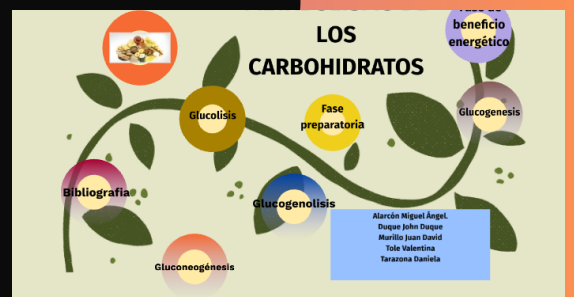 LOS
CARBOHIDRATOS
beneficio
energético
Glucolisis
Fase
preparatoria
Glucogenesis
Bibliografia
Glucogenolisis
Gluconeogénesis
Alarcón Miguel Ángel.
Duque John Duque
Murillo Juan David
Tole Valentina
Tarazona Daniela